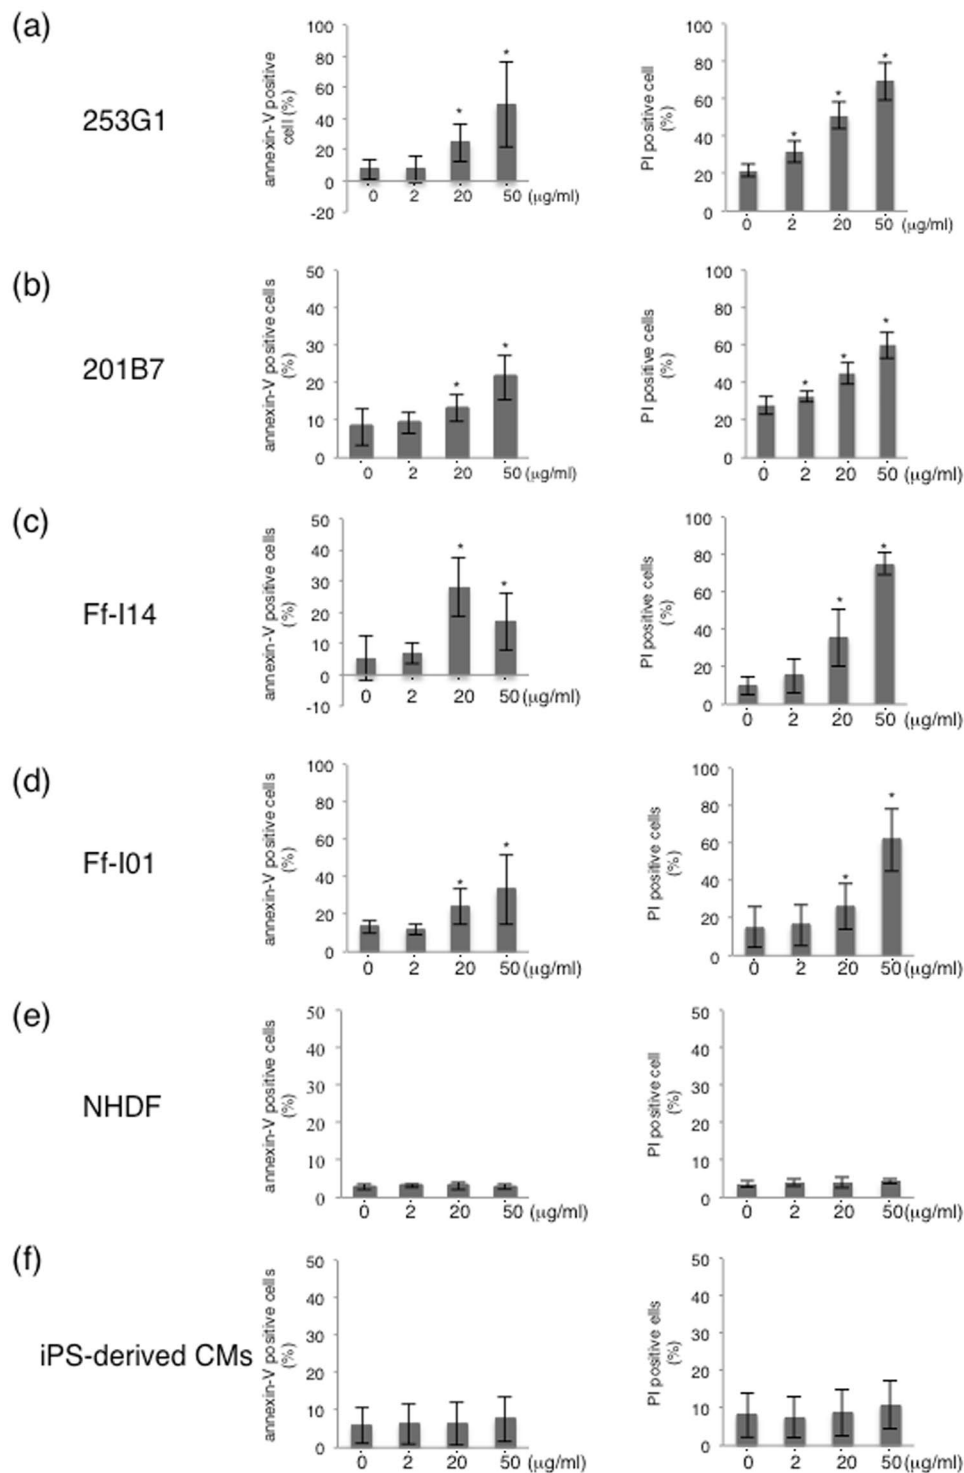 (a)
253G1
annexin-V positive
cell (%)
100
80
60
40
20
0
-20
*
*
0 2 20 50 (μg/ml)
PI positive cell
(%)
100
80
60
40
20
0
*
*
*
0 2 20 50 (μg/ml)
(b)
201B7
annexin-V positive cells
(%)
50
40
30
20
10
0
*
*
0 2 20 50 (μg/ml)
PI positive cells
(%)
100
80
60
40
20
0
*
*
*
0 2 20 50 (μg/ml)
(c)
Ff-I14
annexin-V positive cells
(%)
50
40
30
20
10
0
-10
*
*
0 2 20 50 (μg/ml)
PI positive cells
(%)
100
80
60
40
20
0
*
*
0 2 20 50 (μg/ml)
(d)
Ff-I01
annexin-V positive cells
(%)
100
80
60
40
20
0
*
*
0 2 20 50 (μg/ml)
PI positive cells
(%)
100
80
60
40
20
0
*
*
0 2 20 50 (μg/ml)
(e)
NHDF
annexin-V positive cells
(%)
50
40
30
20
10
0
0 2 20 50 (μg/ml)
PI positive cell
(%)
50
40
30
20
10
0
0 2 20 50 (μg/ml)
(f)
iPS-derived CMs
annexin-V positive cells
(%)
50
40
30
20
10
0
0 2 20 50 (μg/ml)
PI positive ells
(%)
50
40
30
20
10
0
0 2 20 50 (μg/ml)